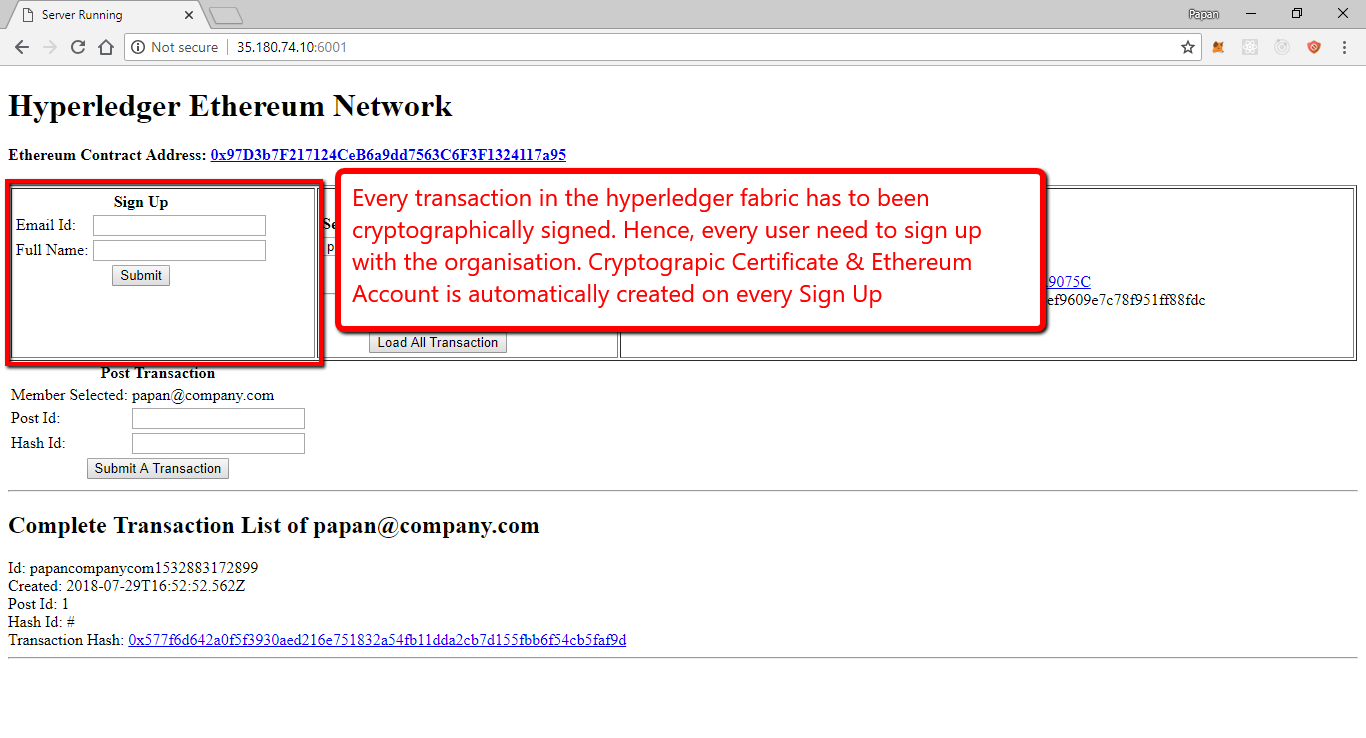 Server Running
Papan
Not secure
35.180.74.10:6001
Hyperledger Ethereum Network
Ethereum Contract Address: 0x97D3b7F217124CeB6a9dd7563C6F3F1324117a95
Sign Up
Email Id:
Full Name:
Submit
Every transaction in the hyperledger fabric has to been
cryptographically signed. Hence, every user need to sign up
with the organisation. Cryptograpic Certificate & Ethereum
Account is automatically created on every Sign Up
9075C
ef9609e7c78f951ff88fdc
Load All Transaction
Post Transaction
Member Selected: papan@company.com
Post Id:
Hash Id:
Submit A Transaction
Complete Transaction List of papan@company.com
Id: papancompanycom1532883172899
Created: 2018-07-29T16:52:52.562Z
Post Id: 1
Hash Id: #
Transaction Hash: 0x577f6d642a0f5f3930aed216e751832a54fb11dda2cb7d155fbb6f54cb5faf9d